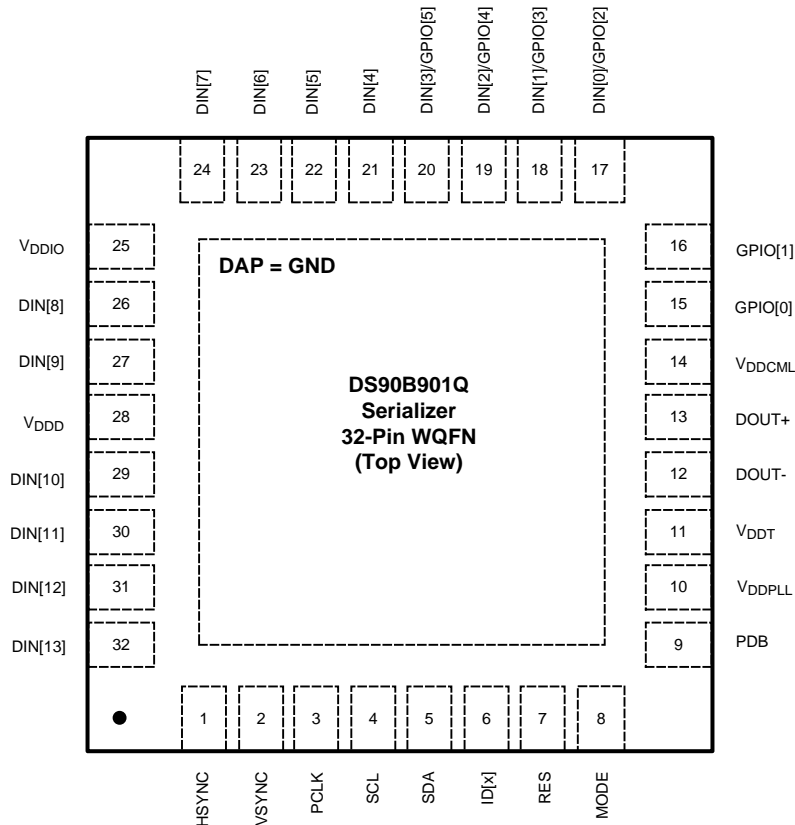 DIN[7]
DIN[6]
DIN[5]
DIN[4]
DIN[3]/GPIO[5]
DIN[2]/GPIO[4]
DIN[1]/GPIO[3]
DIN[0]/GPIO[2]
24 23 22 21 20 19 18 17
VDDIO 25
DIN[8] 26
DIN[9] 27
VDDD 28
DIN[10] 29
DIN[11] 30
DIN[12] 31
DIN[13] 32
DAP = GND
DS90B901Q
Serializer
32-Pin WQFN
(Top View)
16 GPIO[1]
15 GPIO[0]
14 VDDCML
13 DOUT+
12 DOUT-
11 VDDT
10 VDDPLL
9 PDB
1 2 3 4 5 6 7 8
HSYNC
VSYNC
PCLK
SCL
SDA
ID[x]
RES
MODE